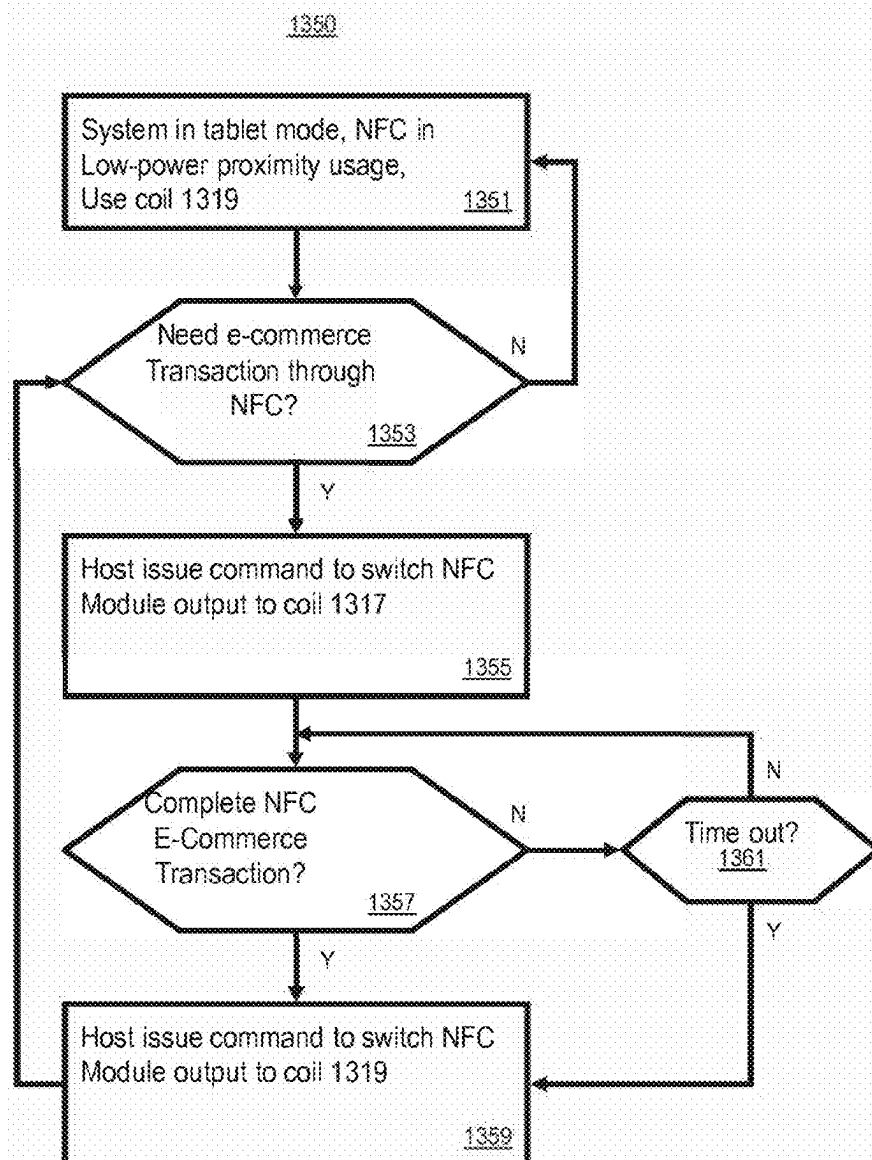 1350
System in tablet mode, NFC in
Low-power proximity usage,
Use coil 1319
1351
Need e-commerce
Transaction through
NFC?
1353
N
Y
Host issue command to switch NFC
Module output to coil 1317
1355
Complete NFC
E-Commerce
Transaction?
1357
N
Y
Time out?
1361
N
Y
Host issue command to switch NFC
Module output to coil 1319
1359